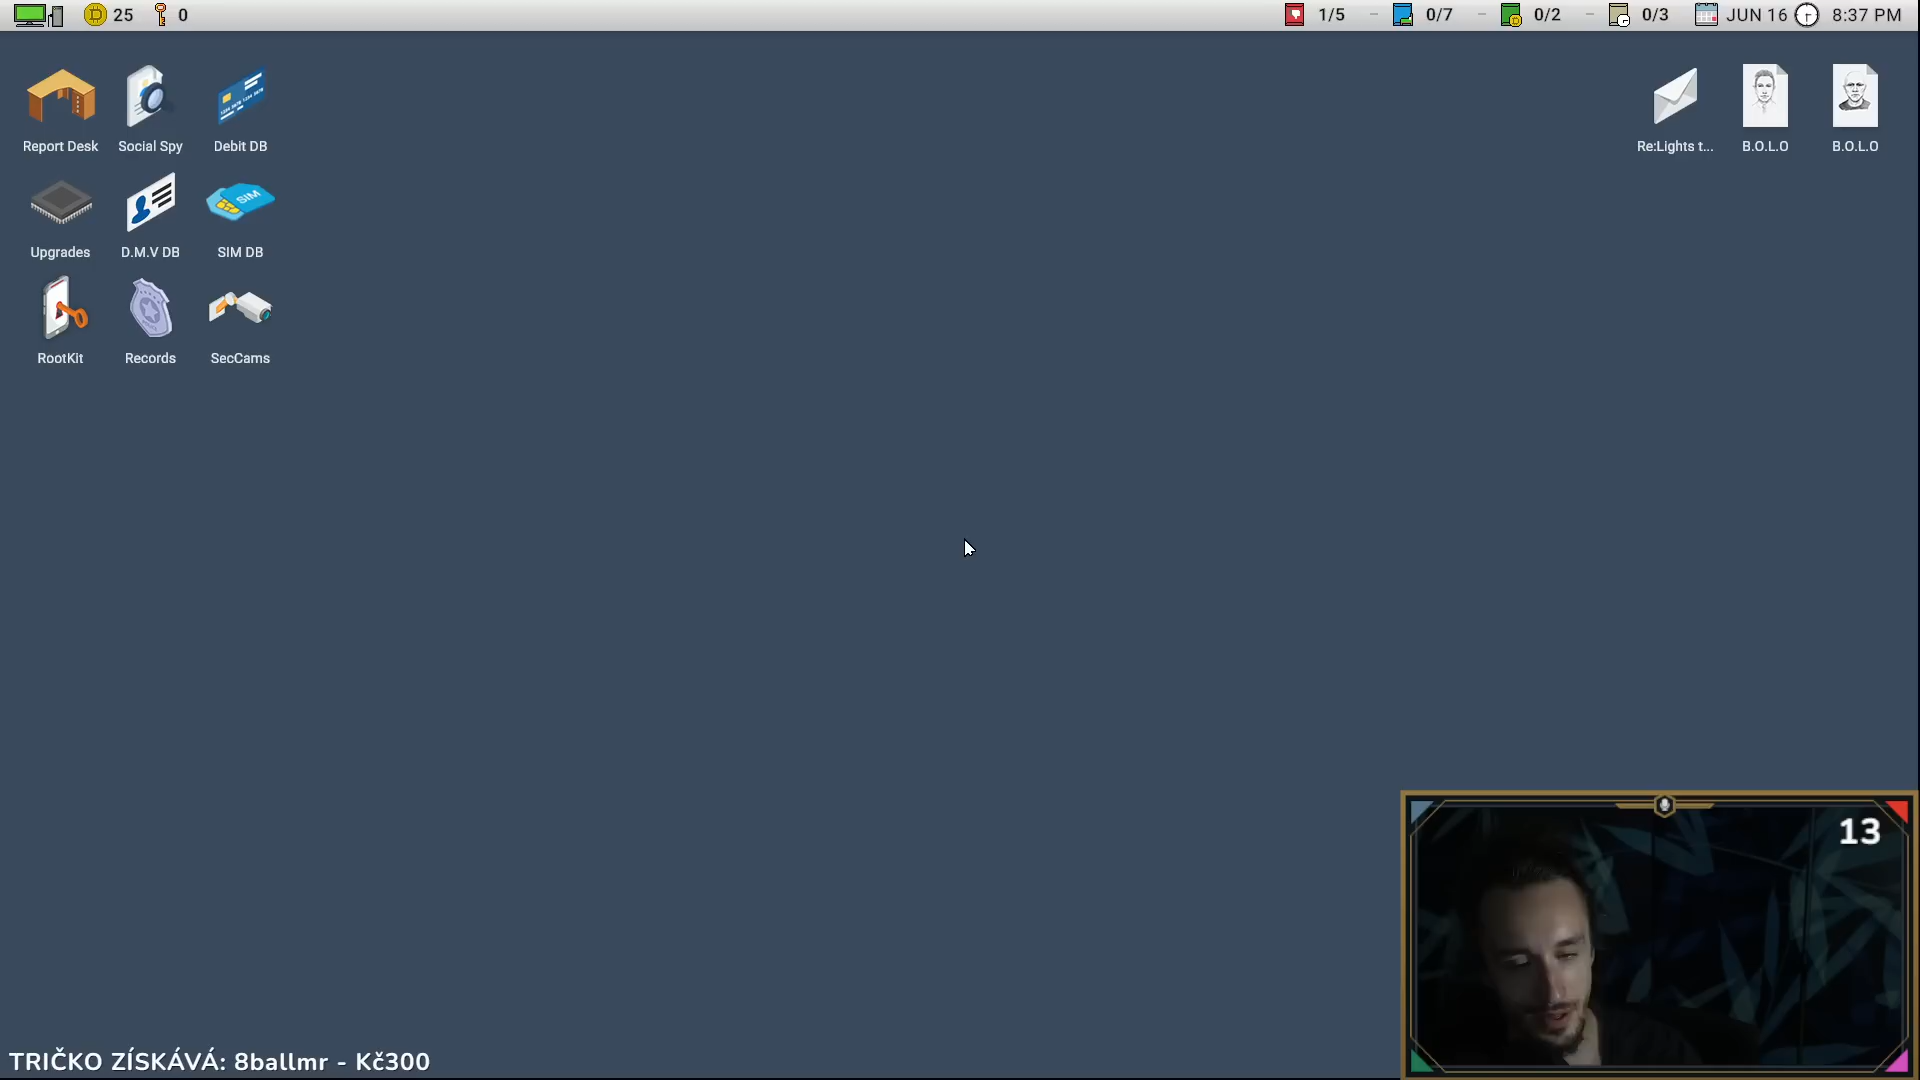 25 0 1/5 - 0/7 - 0/2 - 0/3 JUN 16 8:37 PM
Report Desk Social Spy Debit DB Re:Lights t... B.O.L.O B.O.L.O
Upgrades D.M.V DB SIM DB
RootKit Records SecCams
13
TRIČKO ZÍSKÁVÁ: 8ballmr - Kč300